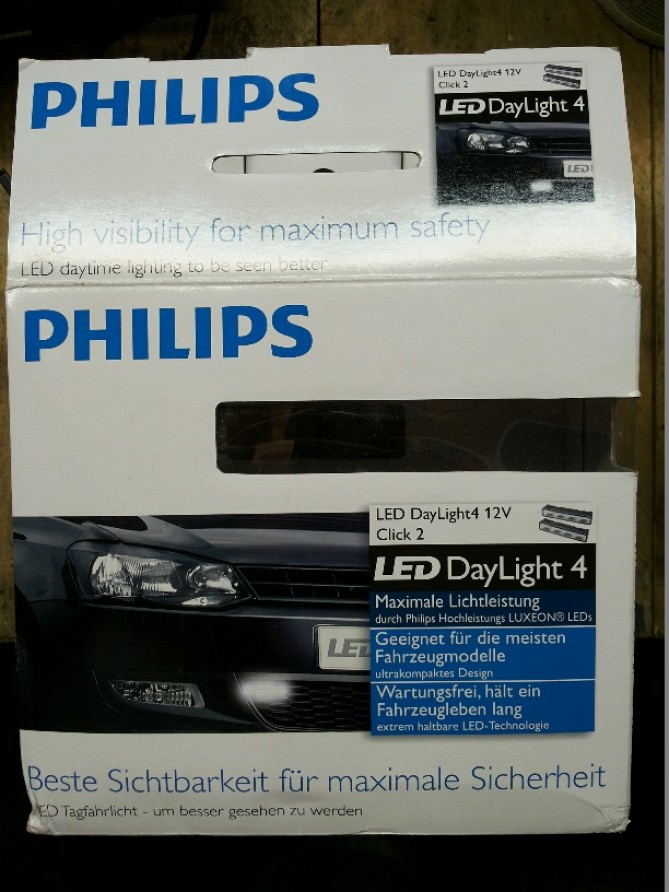 PHILIPS
LED DayLight4 12V
Click 2
LED DayLight 4
LED
High visibility for maximum safety
LED daytime lighting to be seen better
PHILIPS
LED DayLight4 12V
Click 2
LED DayLight 4
Maximale Lichtleistung
durch Philips Hochleistungs LUXEON® LEDs
Geeignet für die meisten
Fahrzeugmodelle
ultrakompaktes Design
Wartungsfrei, hält ein
Fahrzeugleben lang
extrem haltbare LED-Technologie
LED
Beste Sichtbarkeit für maximale Sicherheit
LED Tagfahrlicht - um besser gesehen zu werden